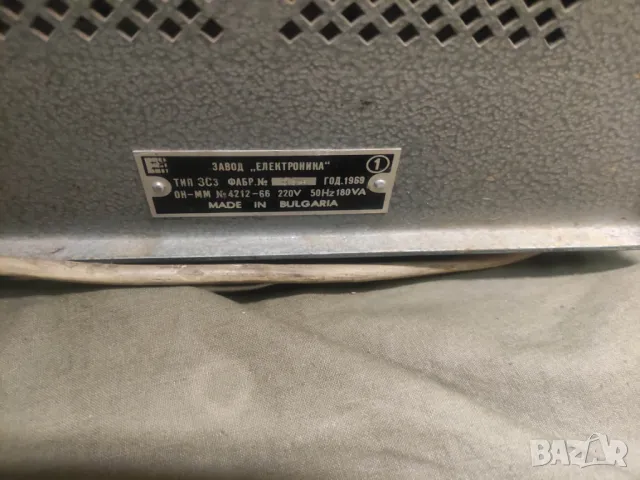 ЗАВОД „ЕЛЕКТРОНИКА“ 1
ТИП ЭСз ФАБР.№ ГОД.1969
ОН-ММ №4212-66 220V 50Hz 180VA
MADE IN BULGARIA
BAZAR